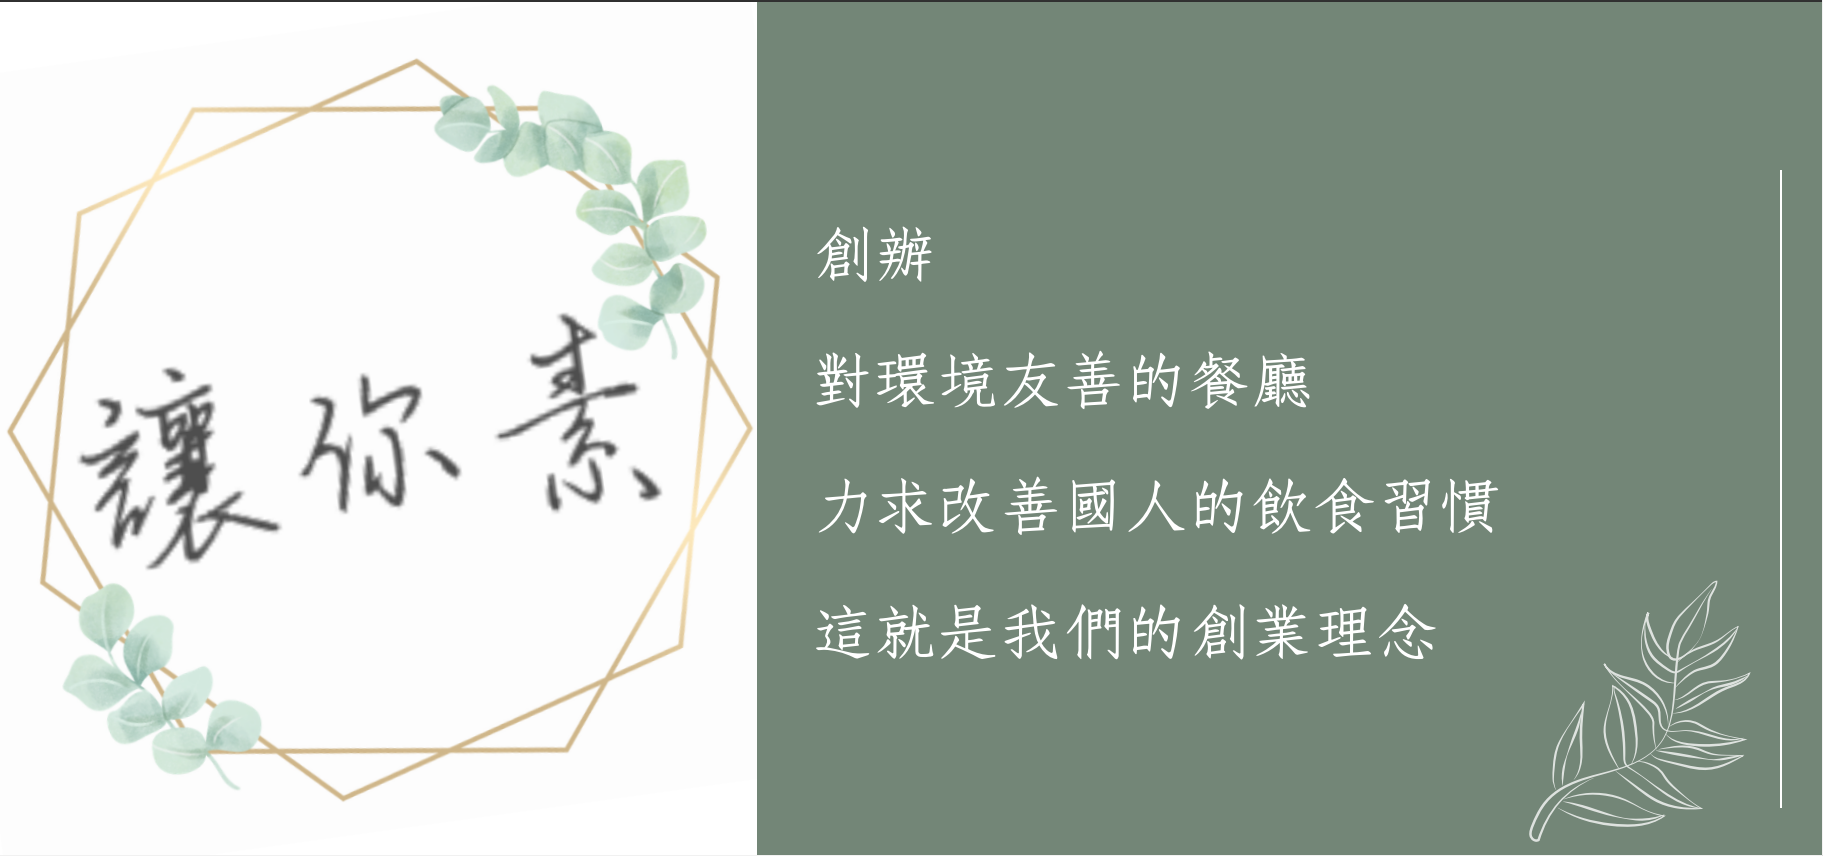 讓你素
創辦
對環境友善的餐廳
力求改善國人的飲食習慣
這就是我們的創業理念